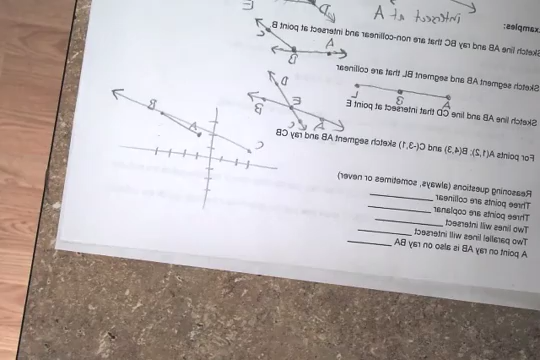 D
E
Intersect at A
Examples:
Sketch line AB and ray BC that are non-collinear and intersect at point B
A
B
C
Sketch segment AB and segment BL that are collinear
A
B
L
Sketch line AB and line CD that intersect at point E
D
E
B
A
C
For points A(1,2), B(4,3) and C(-3,1) sketch segment AB and ray CB
B
A
C
Reasoning questions (always, sometimes or never)
Three points are collinear
Three points are coplanar
Two lines will intersect
Two parallel lines will intersect
A point on ray AB is also on ray BA